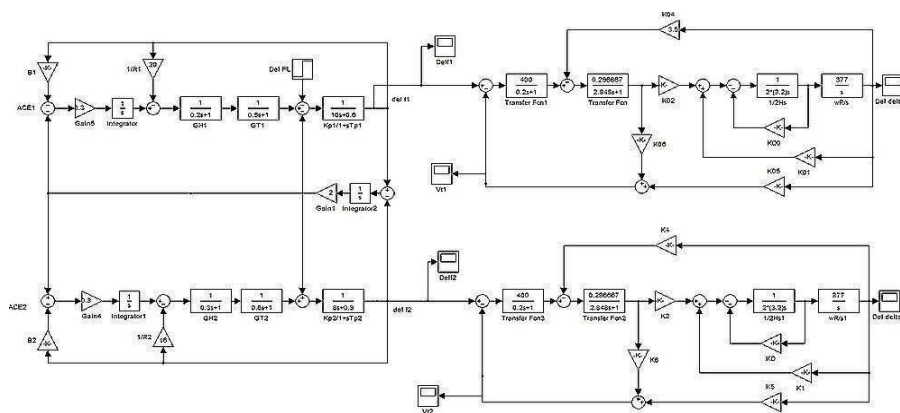 K04
3.5
Delf1
B1
-K-
1/R1
20
Del PL
ACE1
0.3
Gain5
1
s
Integrator
1
0.2s+1
GH1
1
0.5s+1
GT1
1
10s+0.6
Kp1/1+sTp1
del f1
400
0.2s+1
Transfer Fcn1
0.296667
2.848s+1
Transfer Fcn
-K-
K02
1
2*(3.2)s
1/2Hs
377
s
wR/s
Del delta
-K-
K00
-K-
K06
-K-
K01
K05
-K-
Vt1
2
Gain1
1
s
Integrator2
K4
-K-
Delf2
ACE2
0.3
Gain4
1
s
Integrator1
1
0.3s+1
GH2
1
0.6s+1
GT2
1
8s+0.9
Kp2/1+sTp2
del f2
400
0.2s+1
Transfer Fcn3
0.296667
2.848s+1
Transfer Fcn2
-K-
K2
1
2*(3.2)s
1/2Hs1
377
s
wR/s1
Del delta
B2
-K-
1/R2
16
-K-
K0
-K-
K6
-K-
K1
K5
-K-
Vt2